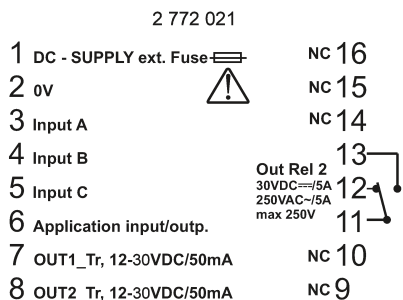 2 772 021
1 DC - SUPPLY ext. Fuse
NC 16
2 0V
NC 15
3 Input A
NC 14
4 Input B
13
5 Input C
Out Rel 2
30VDC⎓/5A
250VAC~/5A
max 250V
12
6 Application input/outp.
11
7 OUT1_Tr, 12-30VDC/50mA
NC 10
8 OUT2_Tr, 12-30VDC/50mA
NC 9